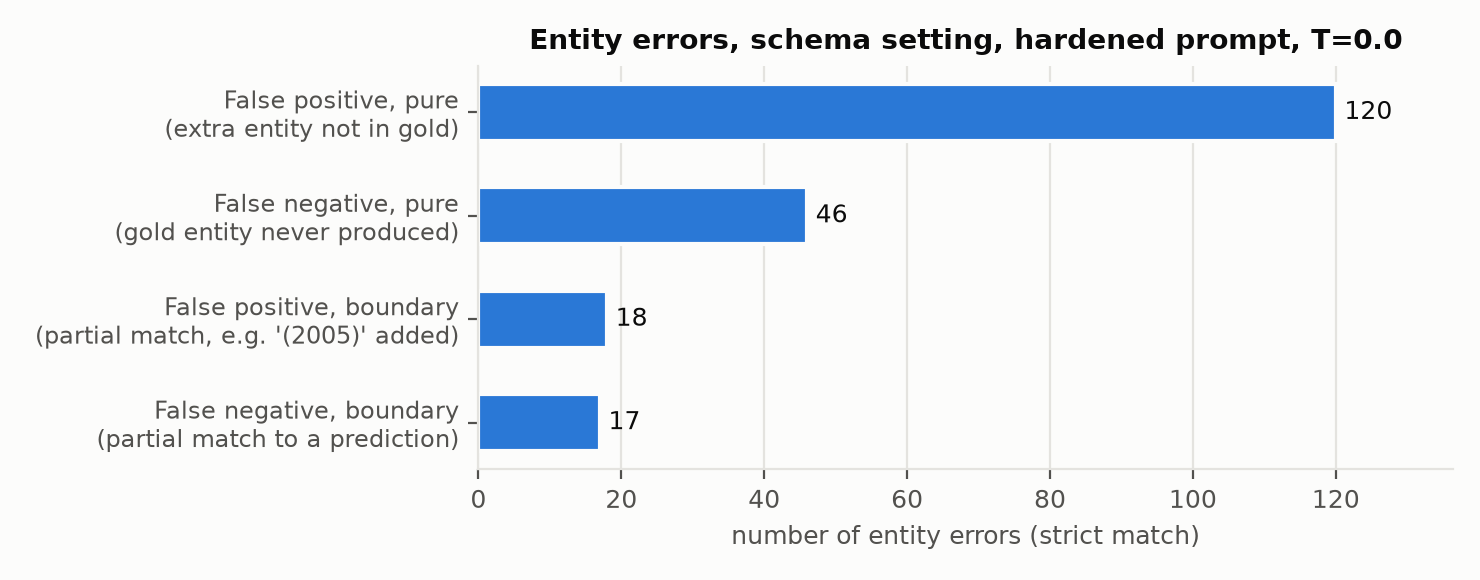 Entity errors, schema setting, hardened prompt, T=0.0
False positive, pure
(extra entity not in gold)
120
False negative, pure
(gold entity never produced)
46
False positive, boundary
(partial match, e.g. '(2005)' added)
18
False negative, boundary
(partial match to a prediction)
17
0 20 40 60 80 100 120
number of entity errors (strict match)